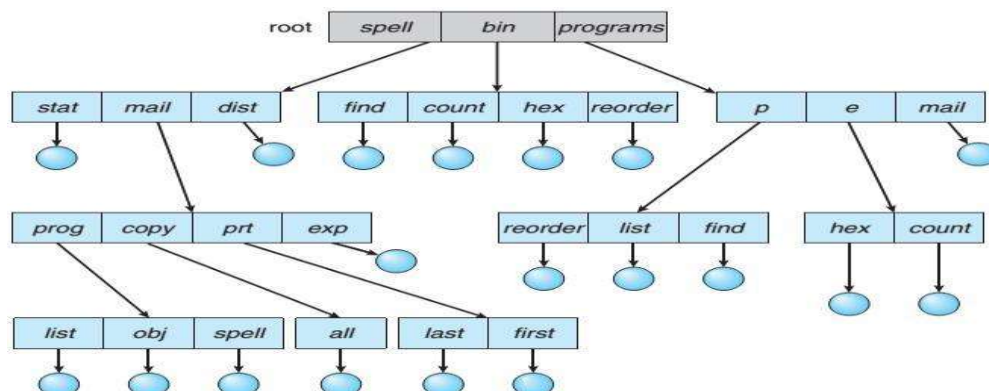 root spell bin programs
stat mail dist find count hex reorder p e mail
prog copy prt exp reorder list find hex count
list obj spell all last first